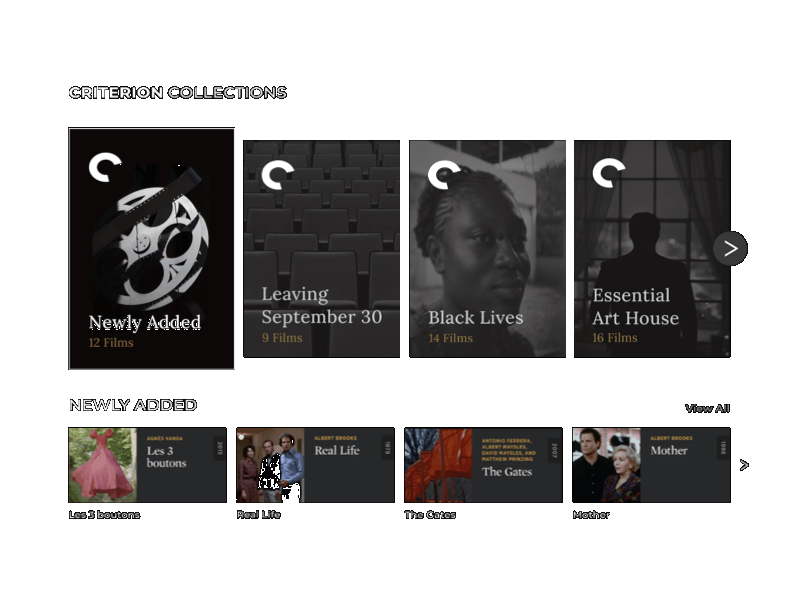 CRITERION COLLECTIONS
Newly Added
12 Films
Leaving
September 30
9 Films
Black Lives
14 Films
Essential
Art House
16 Films
NEWLY ADDED
View All
AGNÈS VARDA
Les 3
boutons
2015
ALBERT BROOKS
Real Life
1979
ANTONIO FERRERA,
ALBERT MAYSLES,
DAVID MAYSLES, AND
MATTHEW PRINZING
The Gates
2007
ALBERT BROOKS
Mother
1996
Les 3 boutons
Real Life
The Gates
Mother